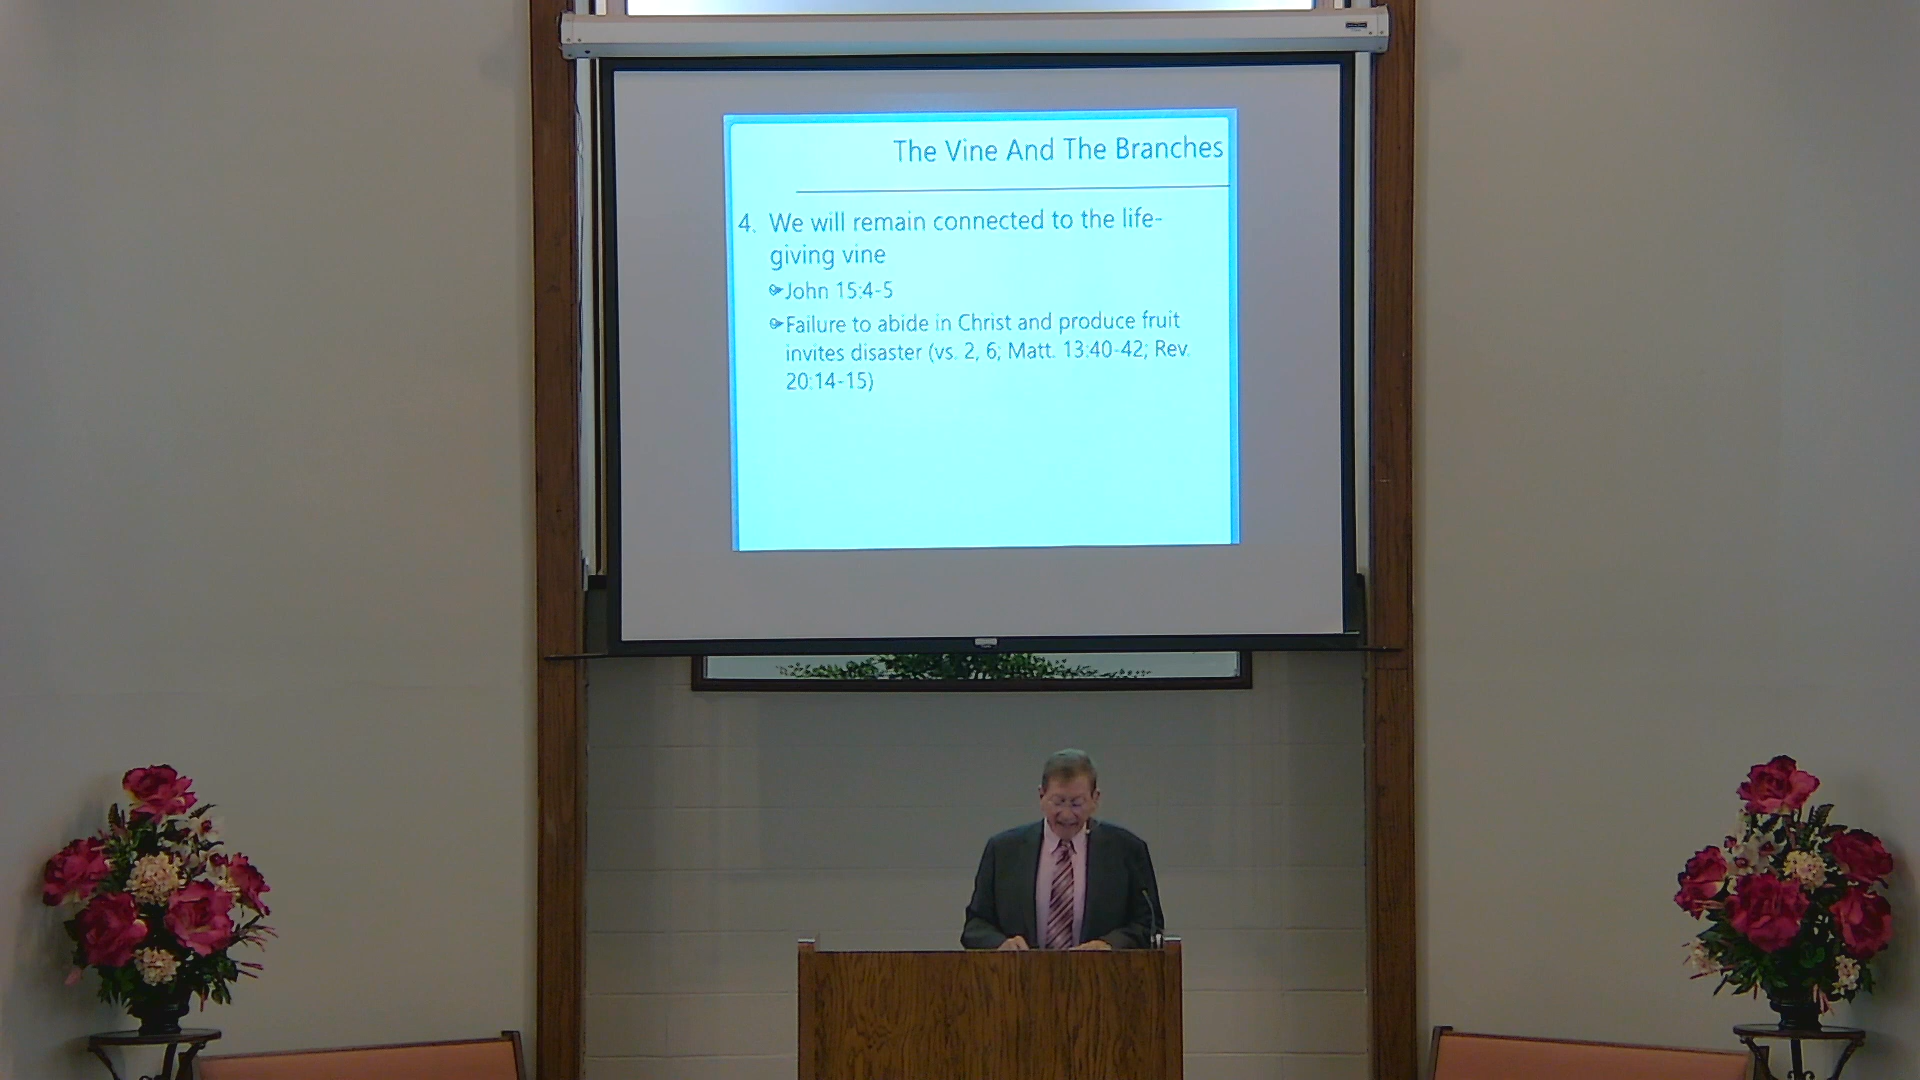 The Vine And The Branches
4. We will remain connected to the life-
giving vine
John 15:4-5
Failure to abide in Christ and produce fruit
invites disaster (vs. 2, 6; Matt. 13:40-42; Rev.
20:14-15)